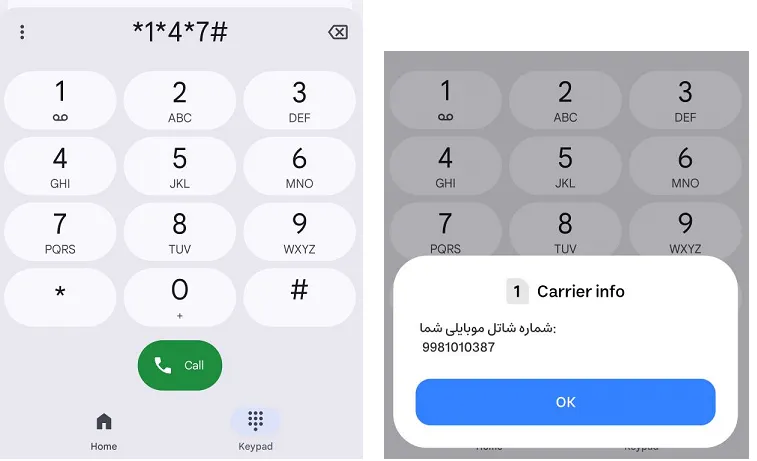 *1*4*7#
1
2
ABC
3
DEF
4
GHI
5
JKL
6
MNO
7
PQRS
8
TUV
9
WXYZ
*
0
+
#
Call
Home
Keypad
1
2
ABC
3
DEF
4
GHI
5
JKL
6
MNO
7
PQRS
8
TUV
9
WXYZ
1 Carrier info
شماره شاتل موبایلی شما:
9981010387
OK
Home
Keypad